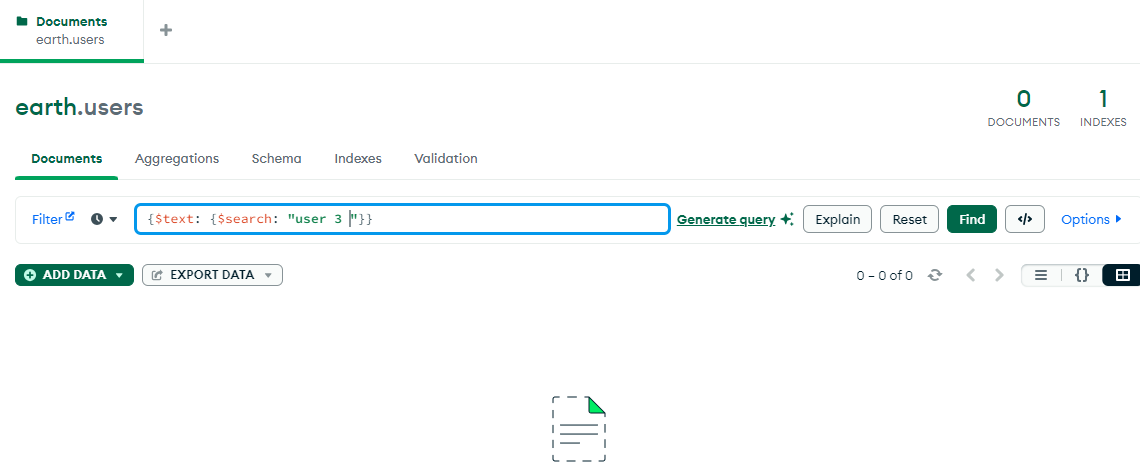 Documents
earth.users
earth.users
0 1
DOCUMENTS INDEXES
Documents Aggregations Schema Indexes Validation
Filter {$text: {$search: "user 3 "}} Generate query Explain Reset Find </> Options
ADD DATA EXPORT DATA 0 – 0 of 0 {}